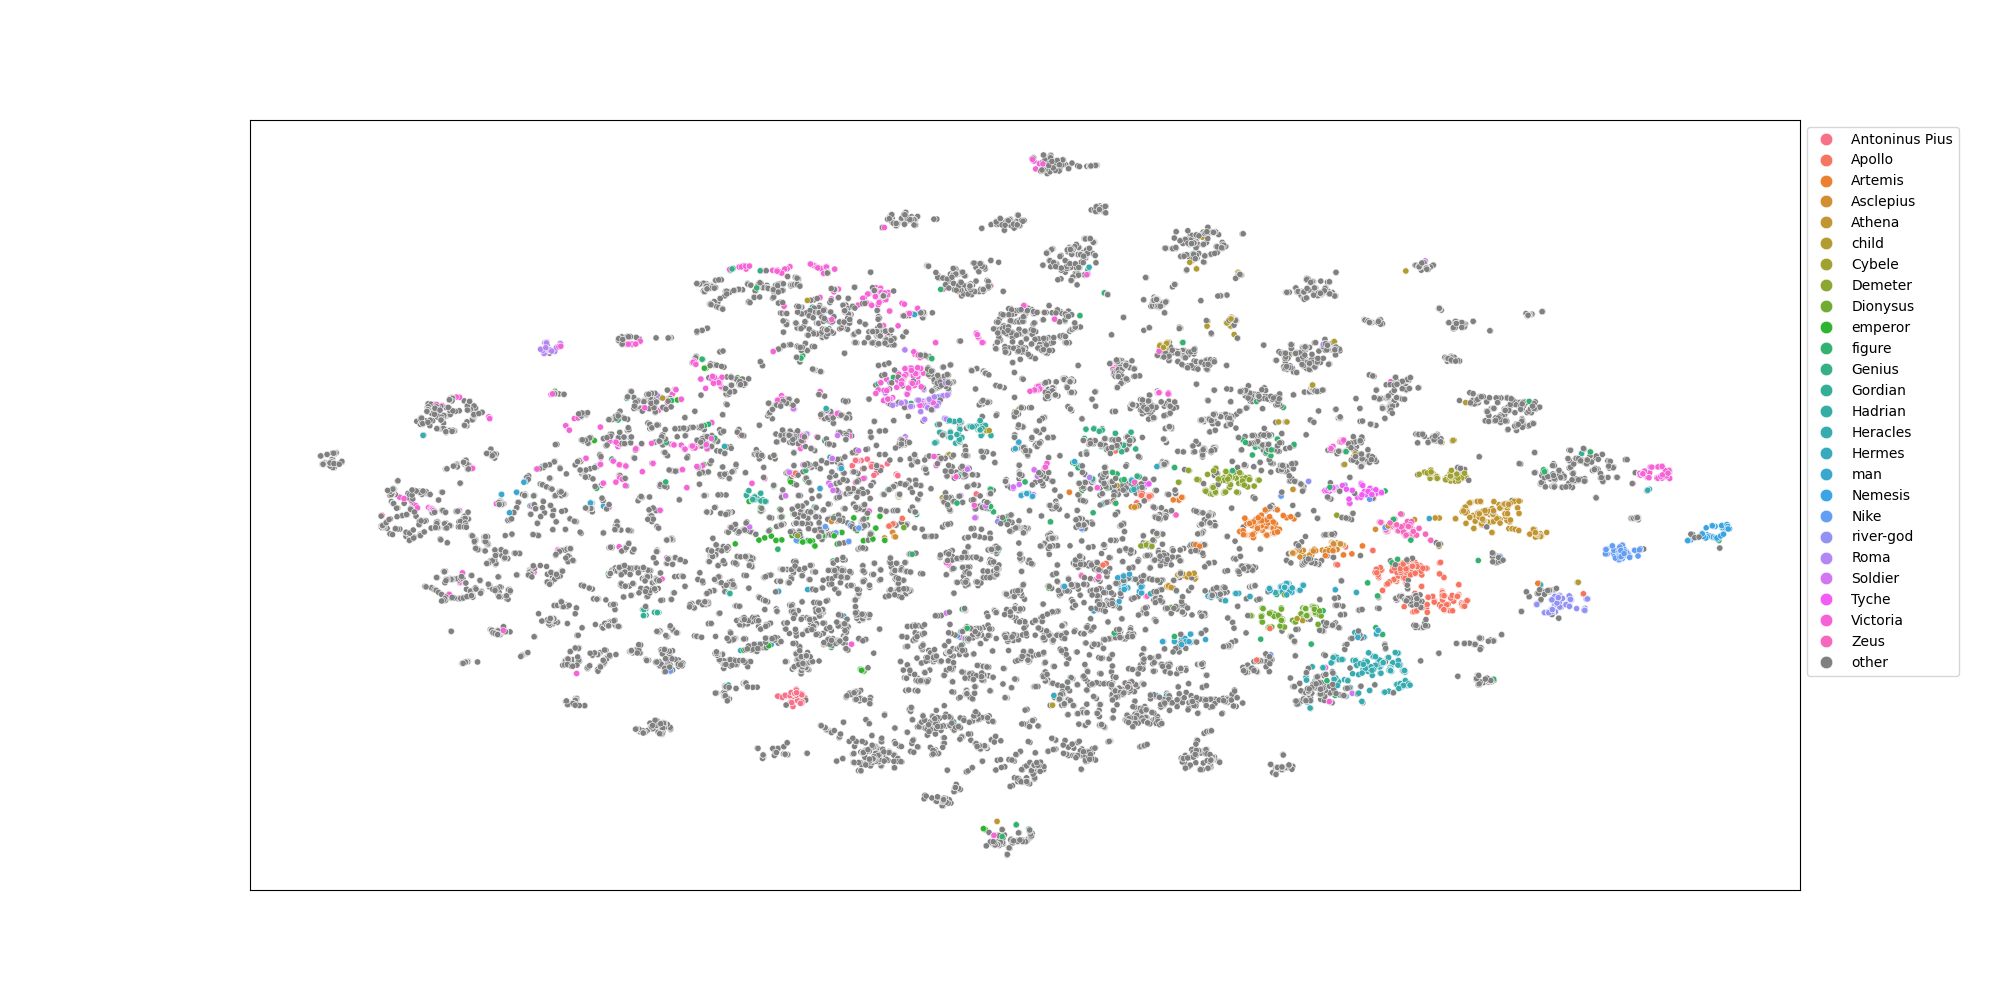 Antoninus Pius
Apollo
Artemis
Asclepius
Athena
child
Cybele
Demeter
Dionysus
emperor
figure
Genius
Gordian
Hadrian
Heracles
Hermes
man
Nemesis
Nike
river-god
Roma
Soldier
Tyche
Victoria
Zeus
other